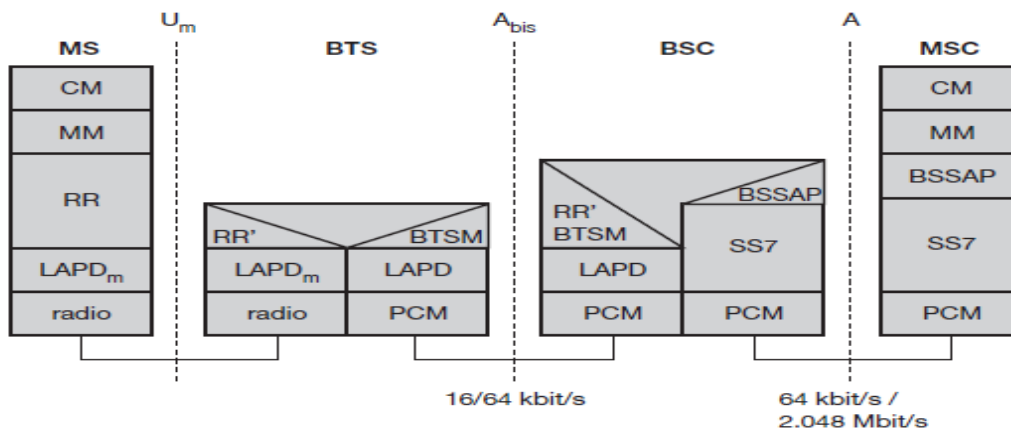 Um Abis A
MS BTS BSC MSC
CM
MM
RR
LAPDm
radio
RR'
BTSM
LAPDm
LAPD
radio
PCM
RR'
BTSM
BSSAP
SS7
LAPD
PCM
PCM
CM
MM
BSSAP
SS7
PCM
16/64 kbit/s
64 kbit/s /
2.048 Mbit/s